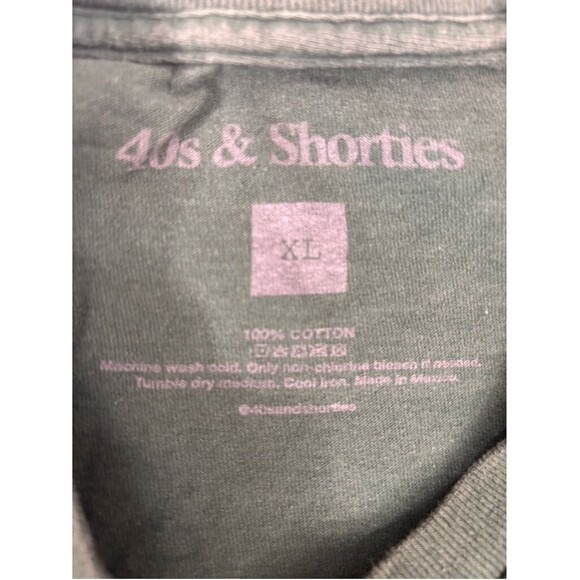 40s & Shorties
XL
100% COTTON
Machine wash cold. Only non-chlorine bleach if needed.
Tumble dry medium. Cool iron. Made in Mexico.
@40sandshorties